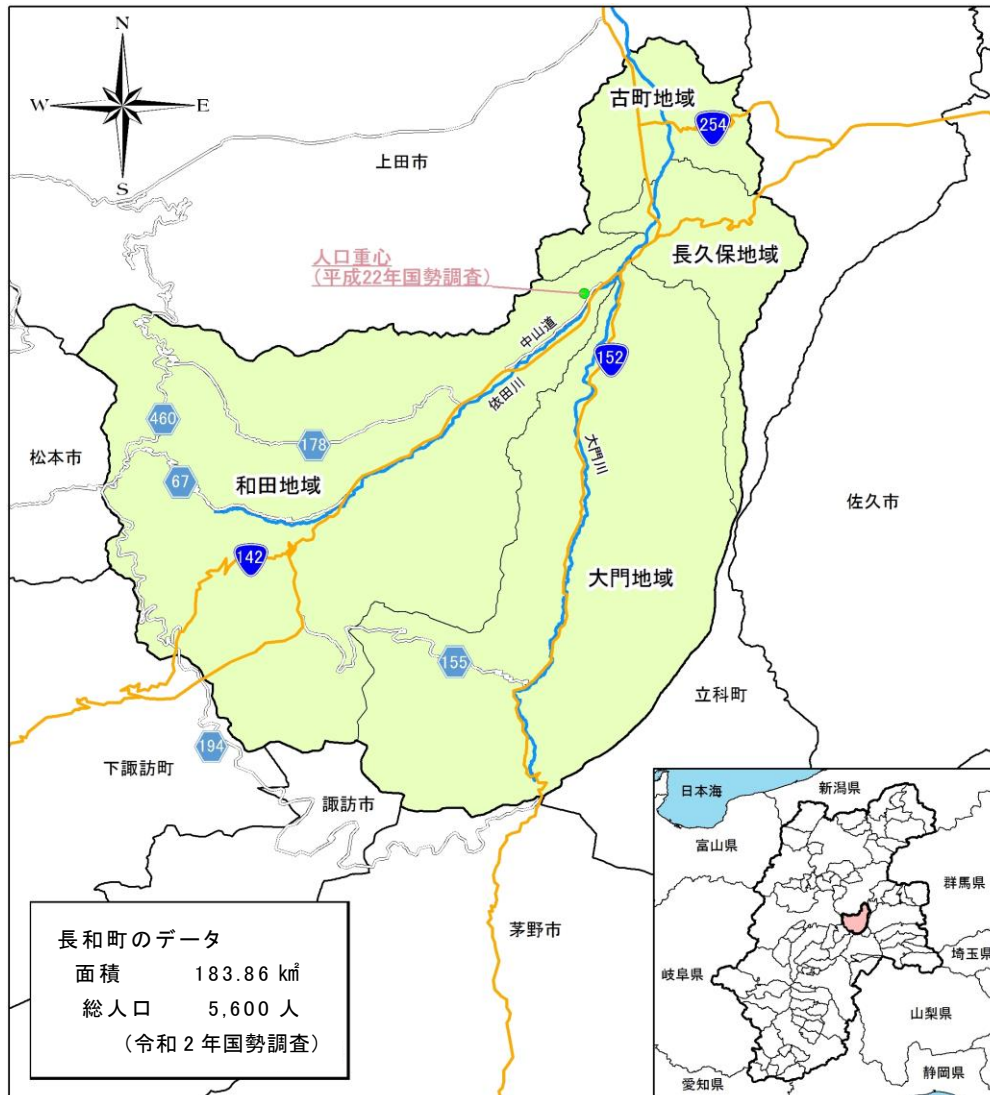 N
W
E
S
古町地域
254
上田市
長久保地域
人口重心
(平成22年国勢調査)
中山道
152
依田川
460
178
大門川
松本市
67
和田地域
佐久市
142
大門地域
155
立科町
194
下諏訪町
諏訪市
茅野市
日本海
新潟県
富山県
群馬県
埼玉県
岐阜県
山梨県
静岡県
愛知県
長和町のデータ
面積 183.86 ㎢
総人口 5,600 人
(令和2年国勢調査)